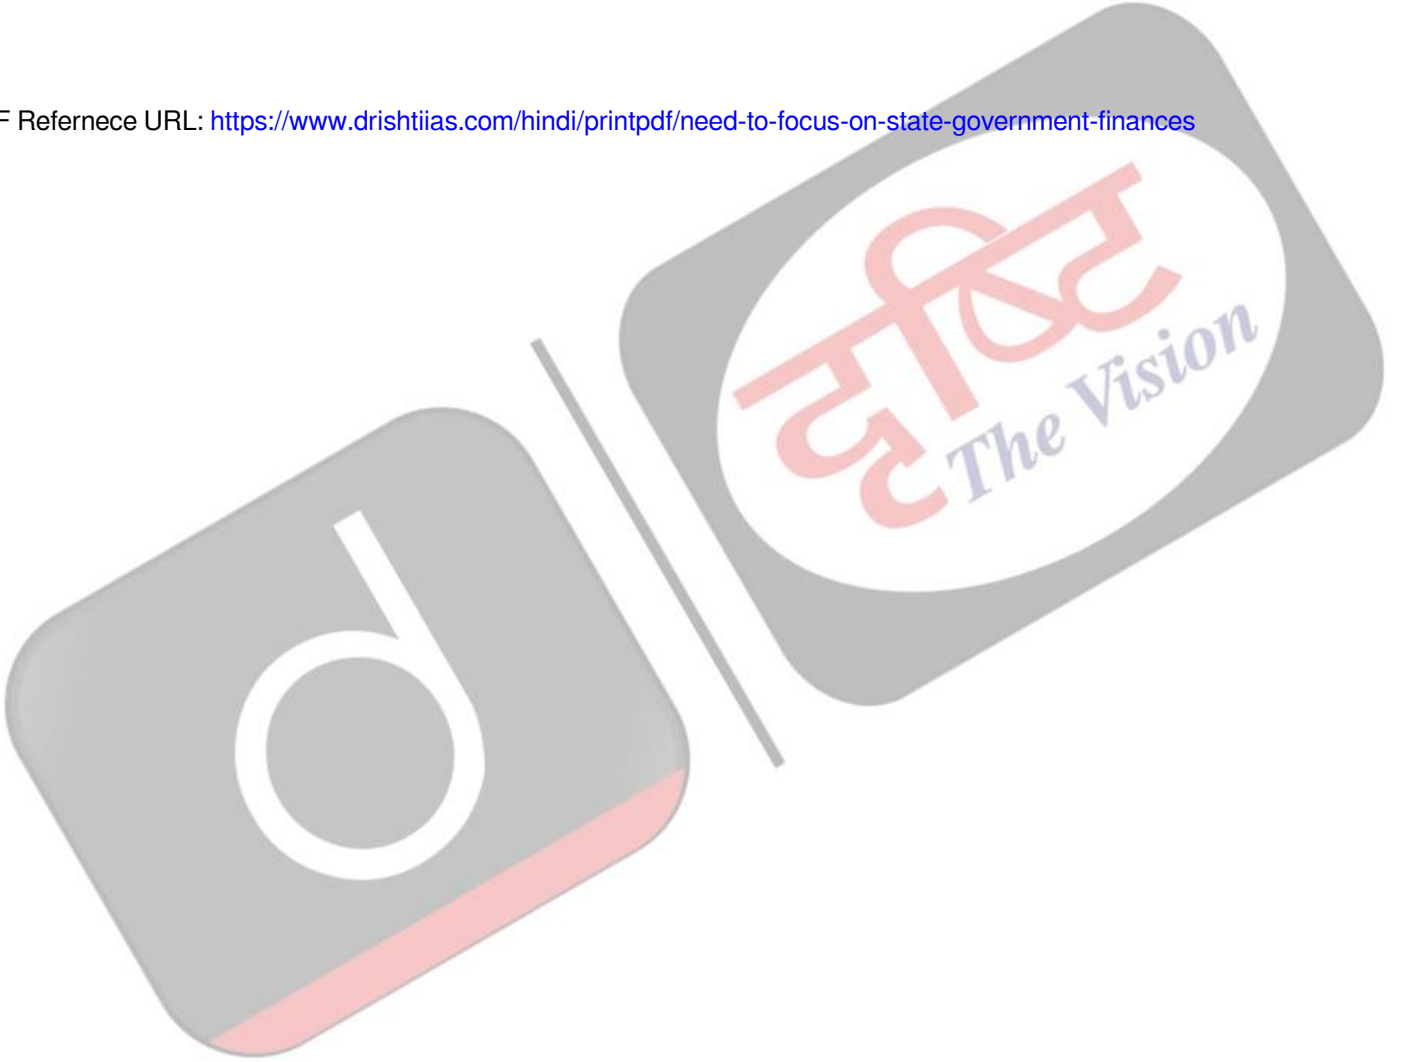 F Refernece URL: https://www.drishtiias.com/hindi/printpdf/need-to-focus-on-state-government-finances
दृष्टि
The Vision
d